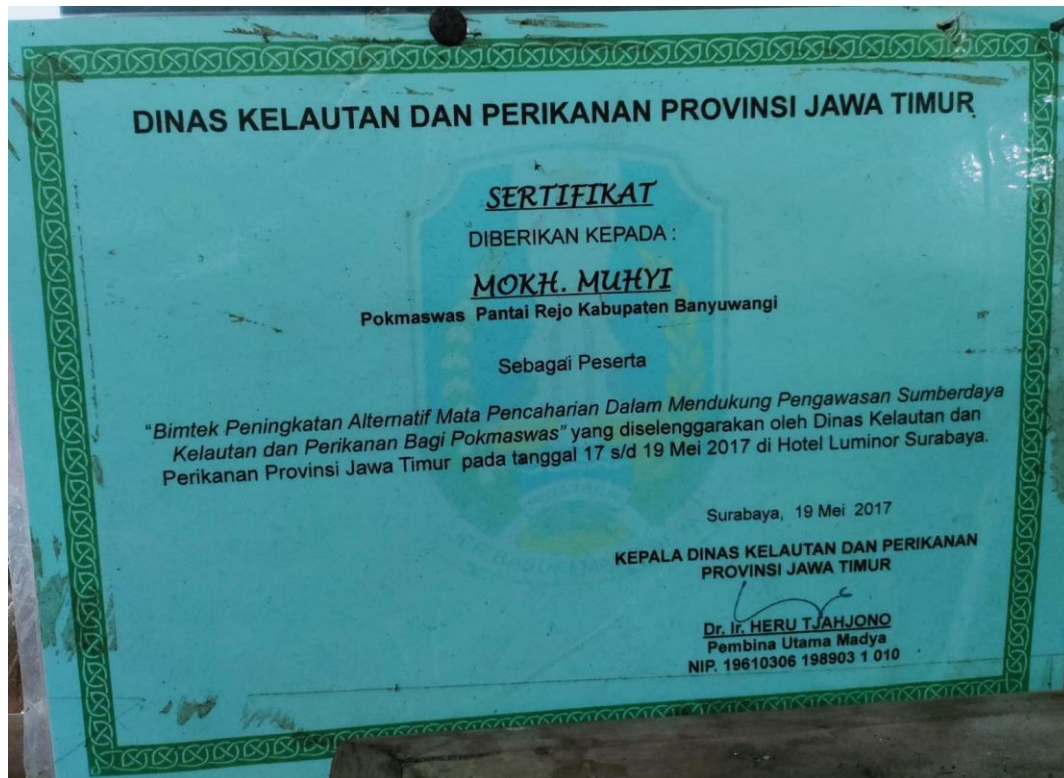 DINAS KELAUTAN DAN PERIKANAN PROVINSI JAWA TIMUR
SERTIFIKAT
DIBERIKAN KEPADA :
MOKH. MUHYI
Pokmaswas Pantai Rejo Kabupaten Banyuwangi
Sebagai Peserta
"Bimtek Peningkatan Alternatif Mata Pencaharian Dalam Mendukung Pengawasan Sumberdaya
Kelautan dan Perikanan Bagi Pokmaswas" yang diselenggarakan oleh Dinas Kelautan dan
Perikanan Provinsi Jawa Timur pada tanggal 17 s/d 19 Mei 2017 di Hotel Luminor Surabaya.
Surabaya, 19 Mei 2017
KEPALA DINAS KELAUTAN DAN PERIKANAN
PROVINSI JAWA TIMUR
Dr. Ir. HERU TJAHJONO
Pembina Utama Madya
NIP. 19610306 198903 1 010